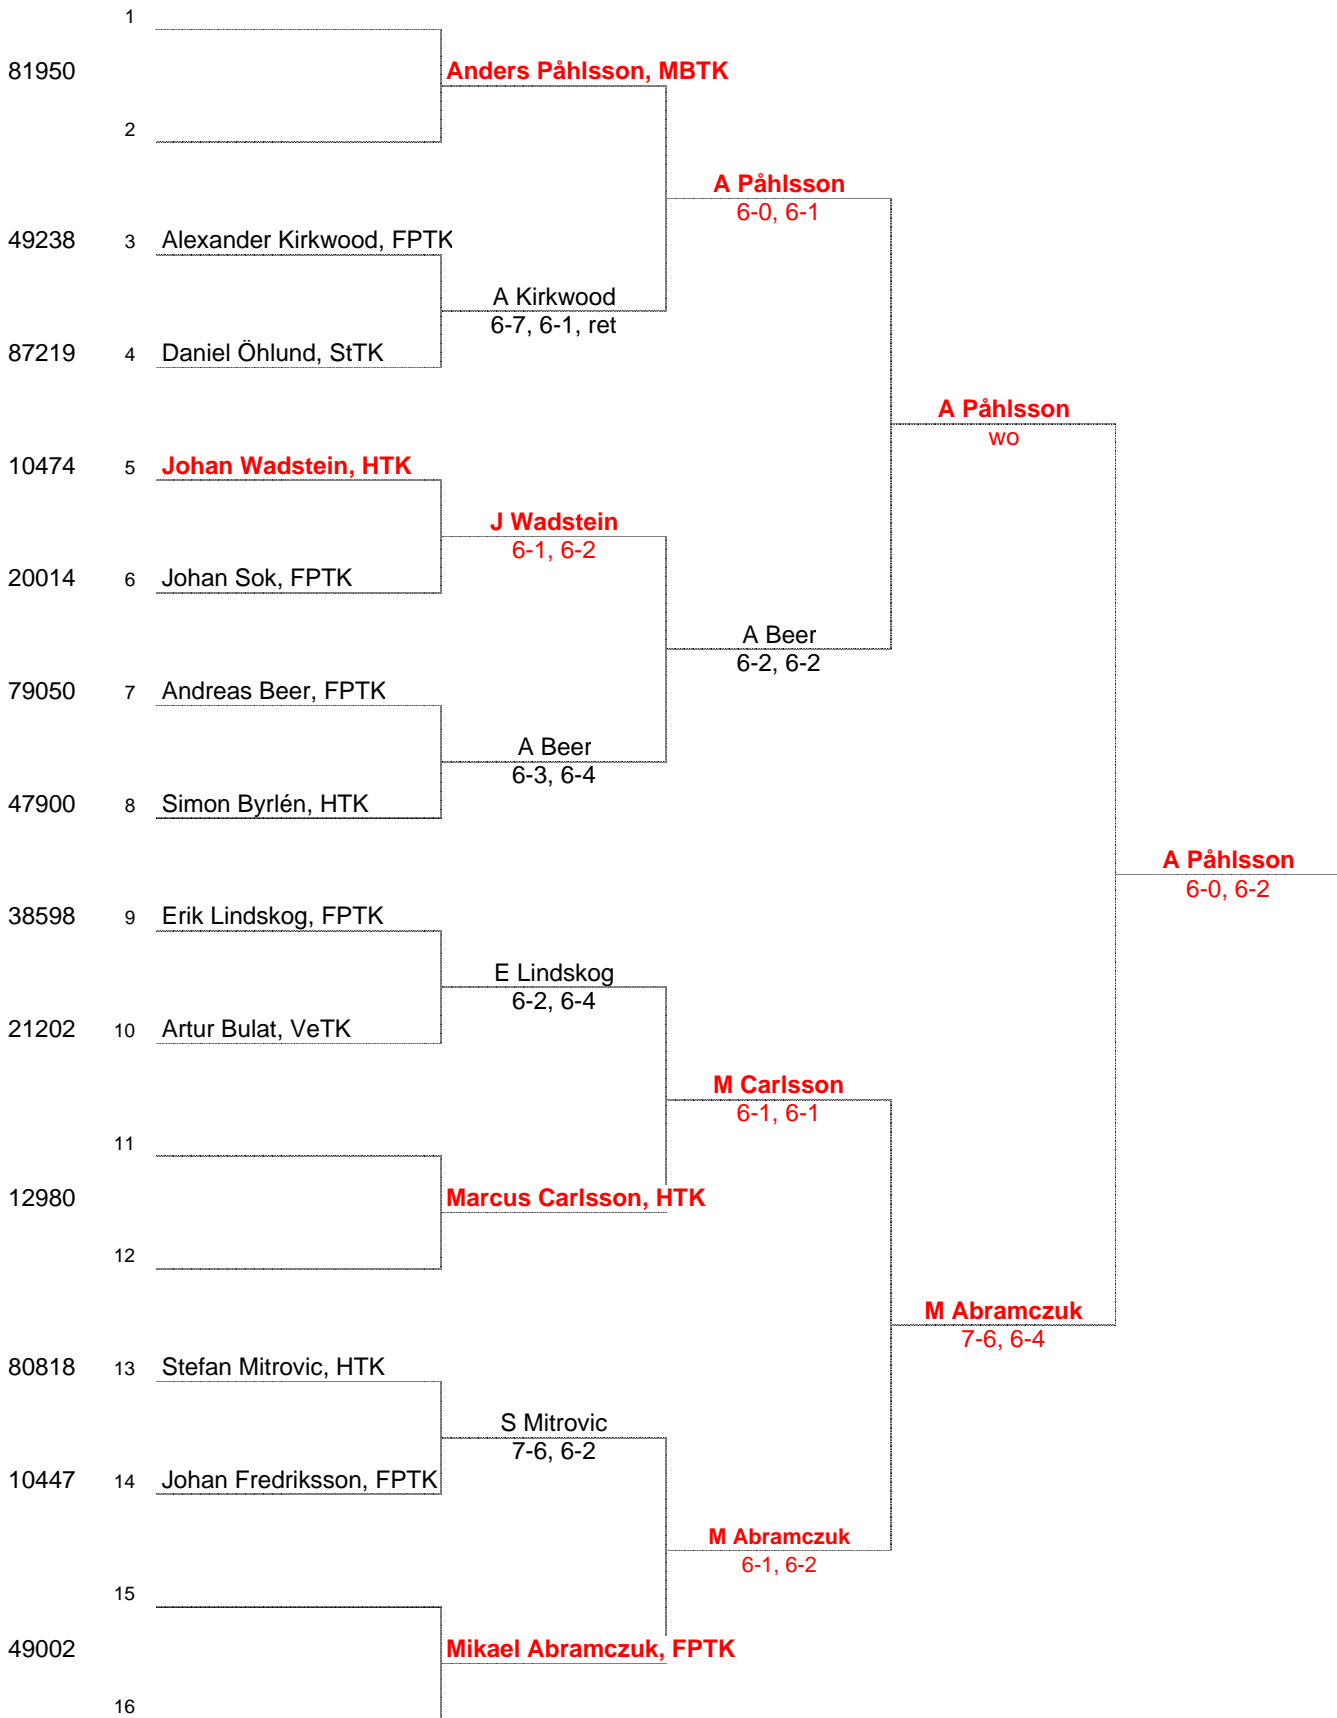 1
81950 Anders Påhlsson, MBTK
2
A Påhlsson
6-0, 6-1
49238 3 Alexander Kirkwood, FPTK
A Kirkwood
6-7, 6-1, ret
87219 4 Daniel Öhlund, StTK
A Påhlsson
wo
10474 5 Johan Wadstein, HTK
J Wadstein
6-1, 6-2
20014 6 Johan Sok, FPTK
A Beer
6-2, 6-2
79050 7 Andreas Beer, FPTK
A Beer
6-3, 6-4
47900 8 Simon Byrlén, HTK
A Påhlsson
6-0, 6-2
38598 9 Erik Lindskog, FPTK
E Lindskog
6-2, 6-4
21202 10 Artur Bulat, VeTK
M Carlsson
6-1, 6-1
11
12980 Marcus Carlsson, HTK
12
M Abramczuk
7-6, 6-4
80818 13 Stefan Mitrovic, HTK
S Mitrovic
7-6, 6-2
10447 14 Johan Fredriksson, FPTK
M Abramczuk
6-1, 6-2
15
49002 Mikael Abramczuk, FPTK
16